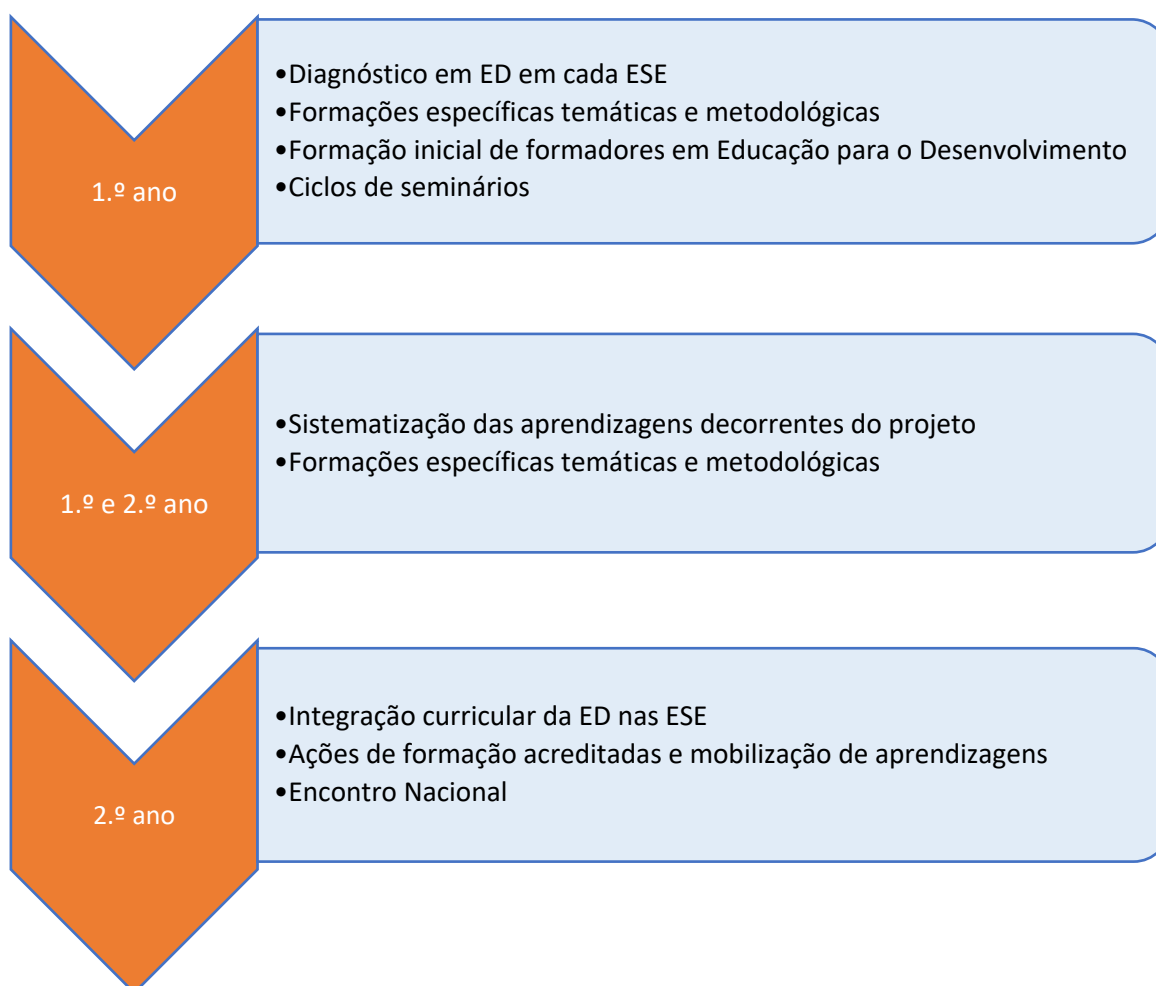 1.º ano
•Diagnóstico em ED em cada ESE
•Formações específicas temáticas e metodológicas
•Formação inicial de formadores em Educação para o Desenvolvimento
•Ciclos de seminários
1.º e 2.º ano
•Sistematização das aprendizagens decorrentes do projeto
•Formações específicas temáticas e metodológicas
2.º ano
•Integração curricular da ED nas ESE
•Ações de formação acreditadas e mobilização de aprendizagens
•Encontro Nacional